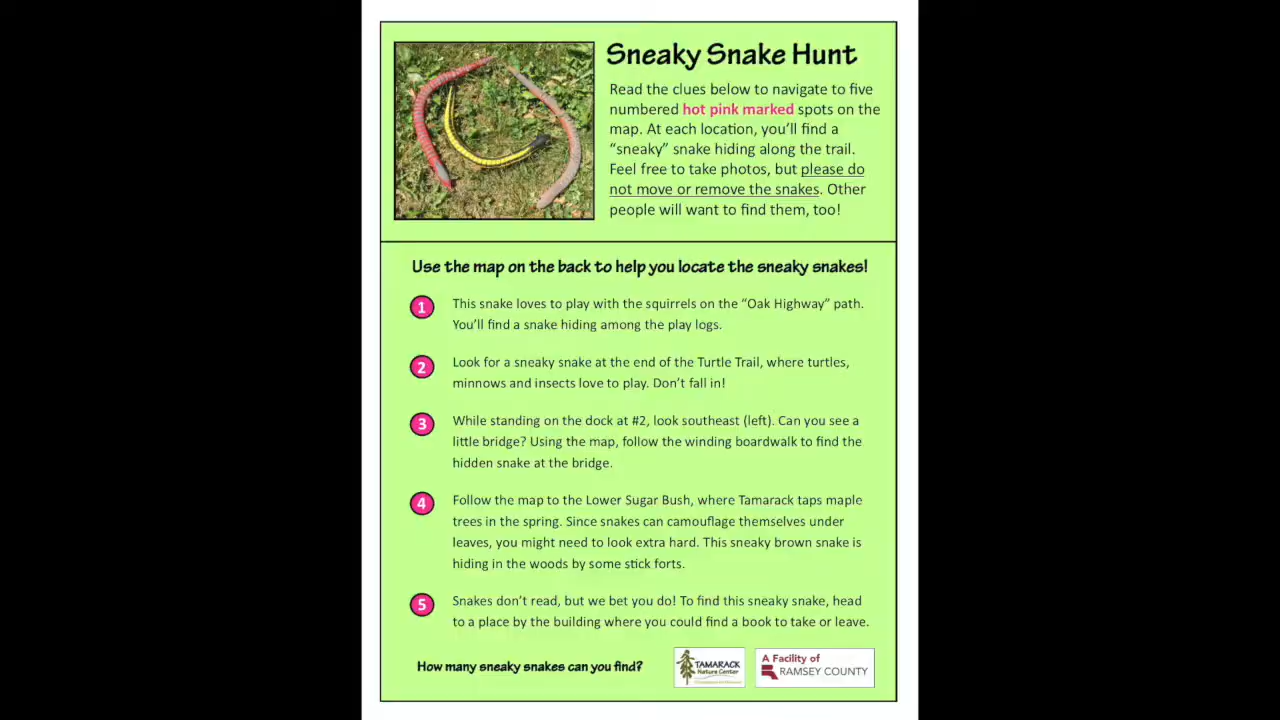 Sneaky Snake Hunt
Read the clues below to navigate to five
numbered hot pink marked spots on the
map. At each location, you’ll find a
“sneaky” snake hiding along the trail.
Feel free to take photos, but please do
not move or remove the snakes. Other
people will want to find them, too!
Use the map on the back to help you locate the sneaky snakes!
1 This snake loves to play with the squirrels on the “Oak Highway” path.
You’ll find a snake hiding among the play logs.
2 Look for a sneaky snake at the end of the Turtle Trail, where turtles,
minnows and insects love to play. Don’t fall in!
3 While standing on the dock at #2, look southeast (left). Can you see a
little bridge? Using the map, follow the winding boardwalk to find the
hidden snake at the bridge.
4 Follow the map to the Lower Sugar Bush, where Tamarack taps maple
trees in the spring. Since snakes can camouflage themselves under
leaves, you might need to look extra hard. This sneaky brown snake is
hiding in the woods by some stick forts.
5 Snakes don’t read, but we bet you do! To find this sneaky snake, head
to a place by the building where you could find a book to take or leave.
How many sneaky snakes can you find?
TAMARACK
Nature Center
A Facility of
RAMSEY COUNTY